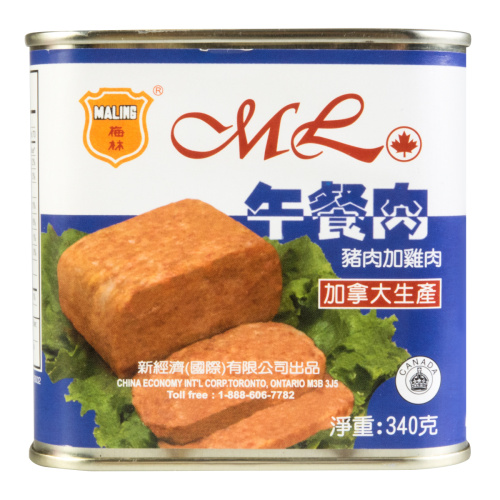 MALING
梅林
®
ML
午餐肉
豬肉加雞肉
加拿大生產
新經濟(國際)有限公司出品
CHINA ECONOMY INT'L CORP.TORONTO, ONTARIO M3B 3J5
Toll free : 1-888-606-7782
CANADA
淨重:340克